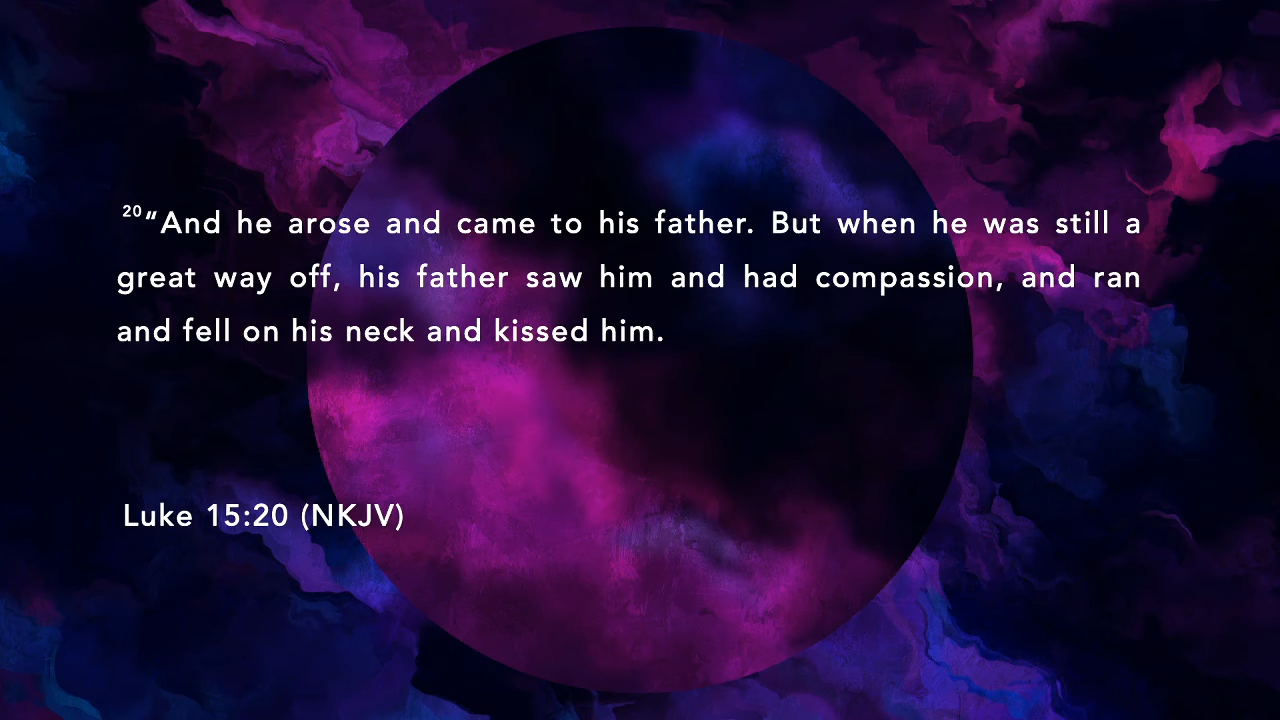 20“And he arose and came to his father. But when he was still a
great way off, his father saw him and had compassion, and ran
and fell on his neck and kissed him.
Luke 15:20 (NKJV)